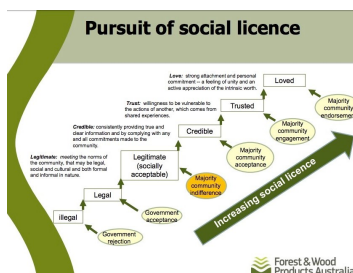 Pursuit of social licence
Love: strong attachment and personal
commitment – a feeling of unity and an
active appreciation of the intrinsic worth.
Loved
Trust: willingness to be vulnerable to
the actions of another, which comes from
shared experiences.
Trusted
Majority
community
endorsement
Credible: consistently providing true and
clear information and by complying with any
and all commitments made to the
community.
Credible
Majority
community
engagement
Legitimate: meeting the norms of
the community, that may be legal,
social and cultural and both formal
and informal in nature.
Legitimate
(socially
acceptable)
Majority
community
acceptance
Legal
Majority
community
indifference
illegal
Government
acceptance
Government
rejection
Increasing social licence
Forest & Wood
Products Australia